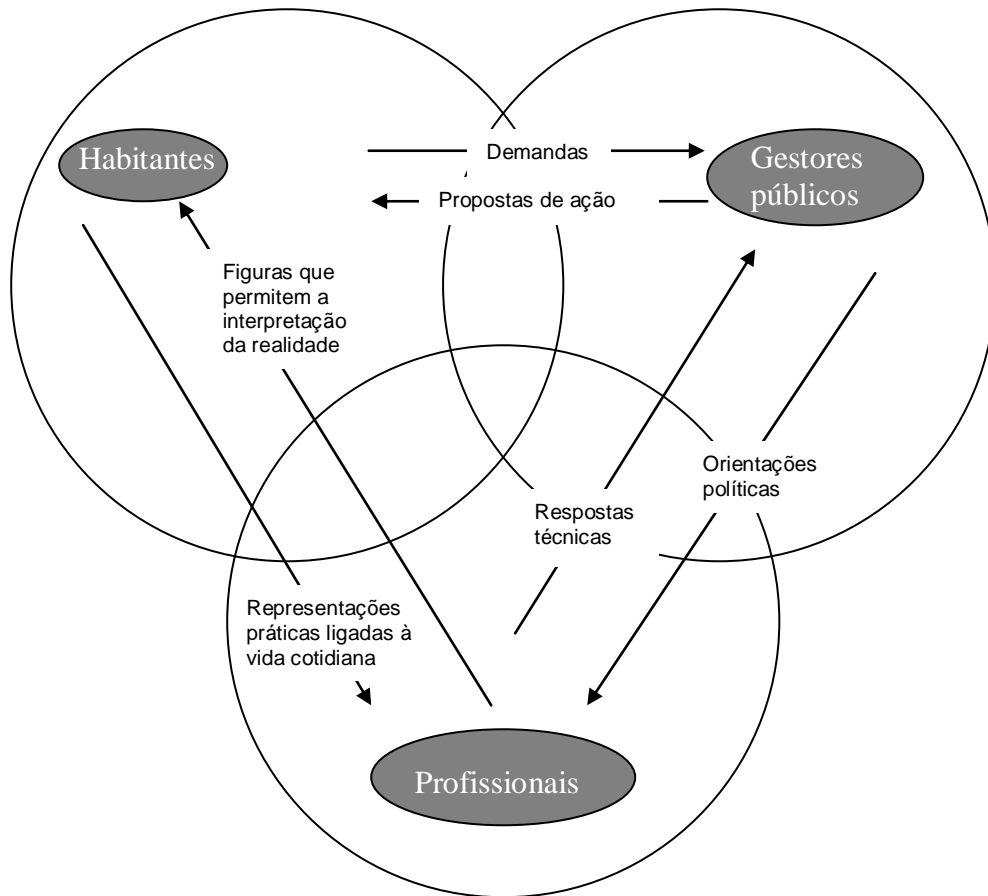 Habitantes
Demandas
Gestores
públicos
Propostas de ação
Figuras que
permitem a
interpretação
da realidade
Orientações
políticas
Respostas
técnicas
Representações
práticas ligadas à
vida cotidiana
Profissionais